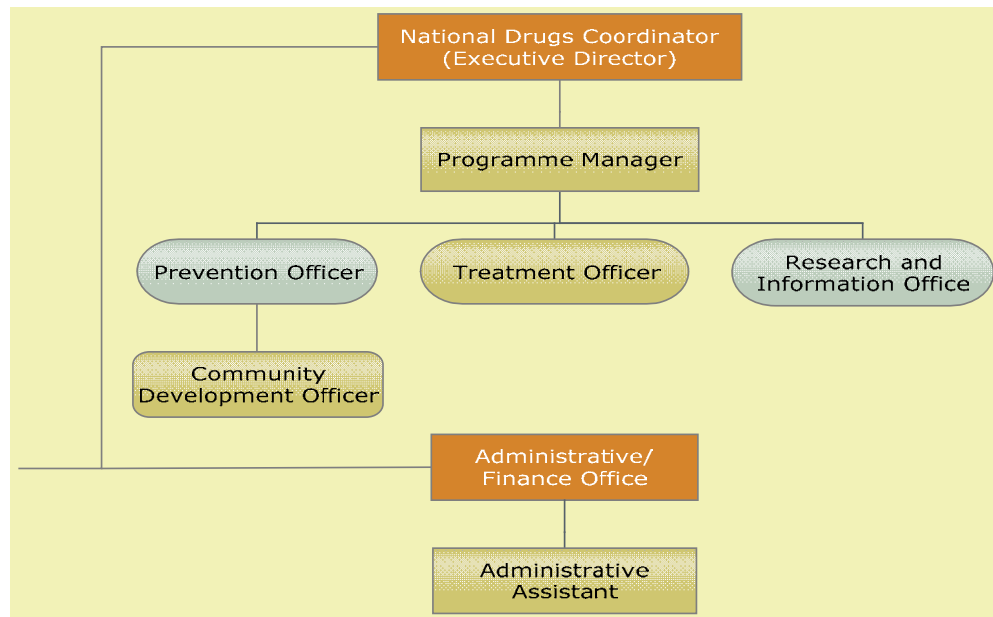 National Drugs Coordinator
(Executive Director)
Programme Manager
Prevention Officer
Treatment Officer
Research and
Information Office
Community
Development Officer
Administrative/
Finance Office
Administrative
Assistant